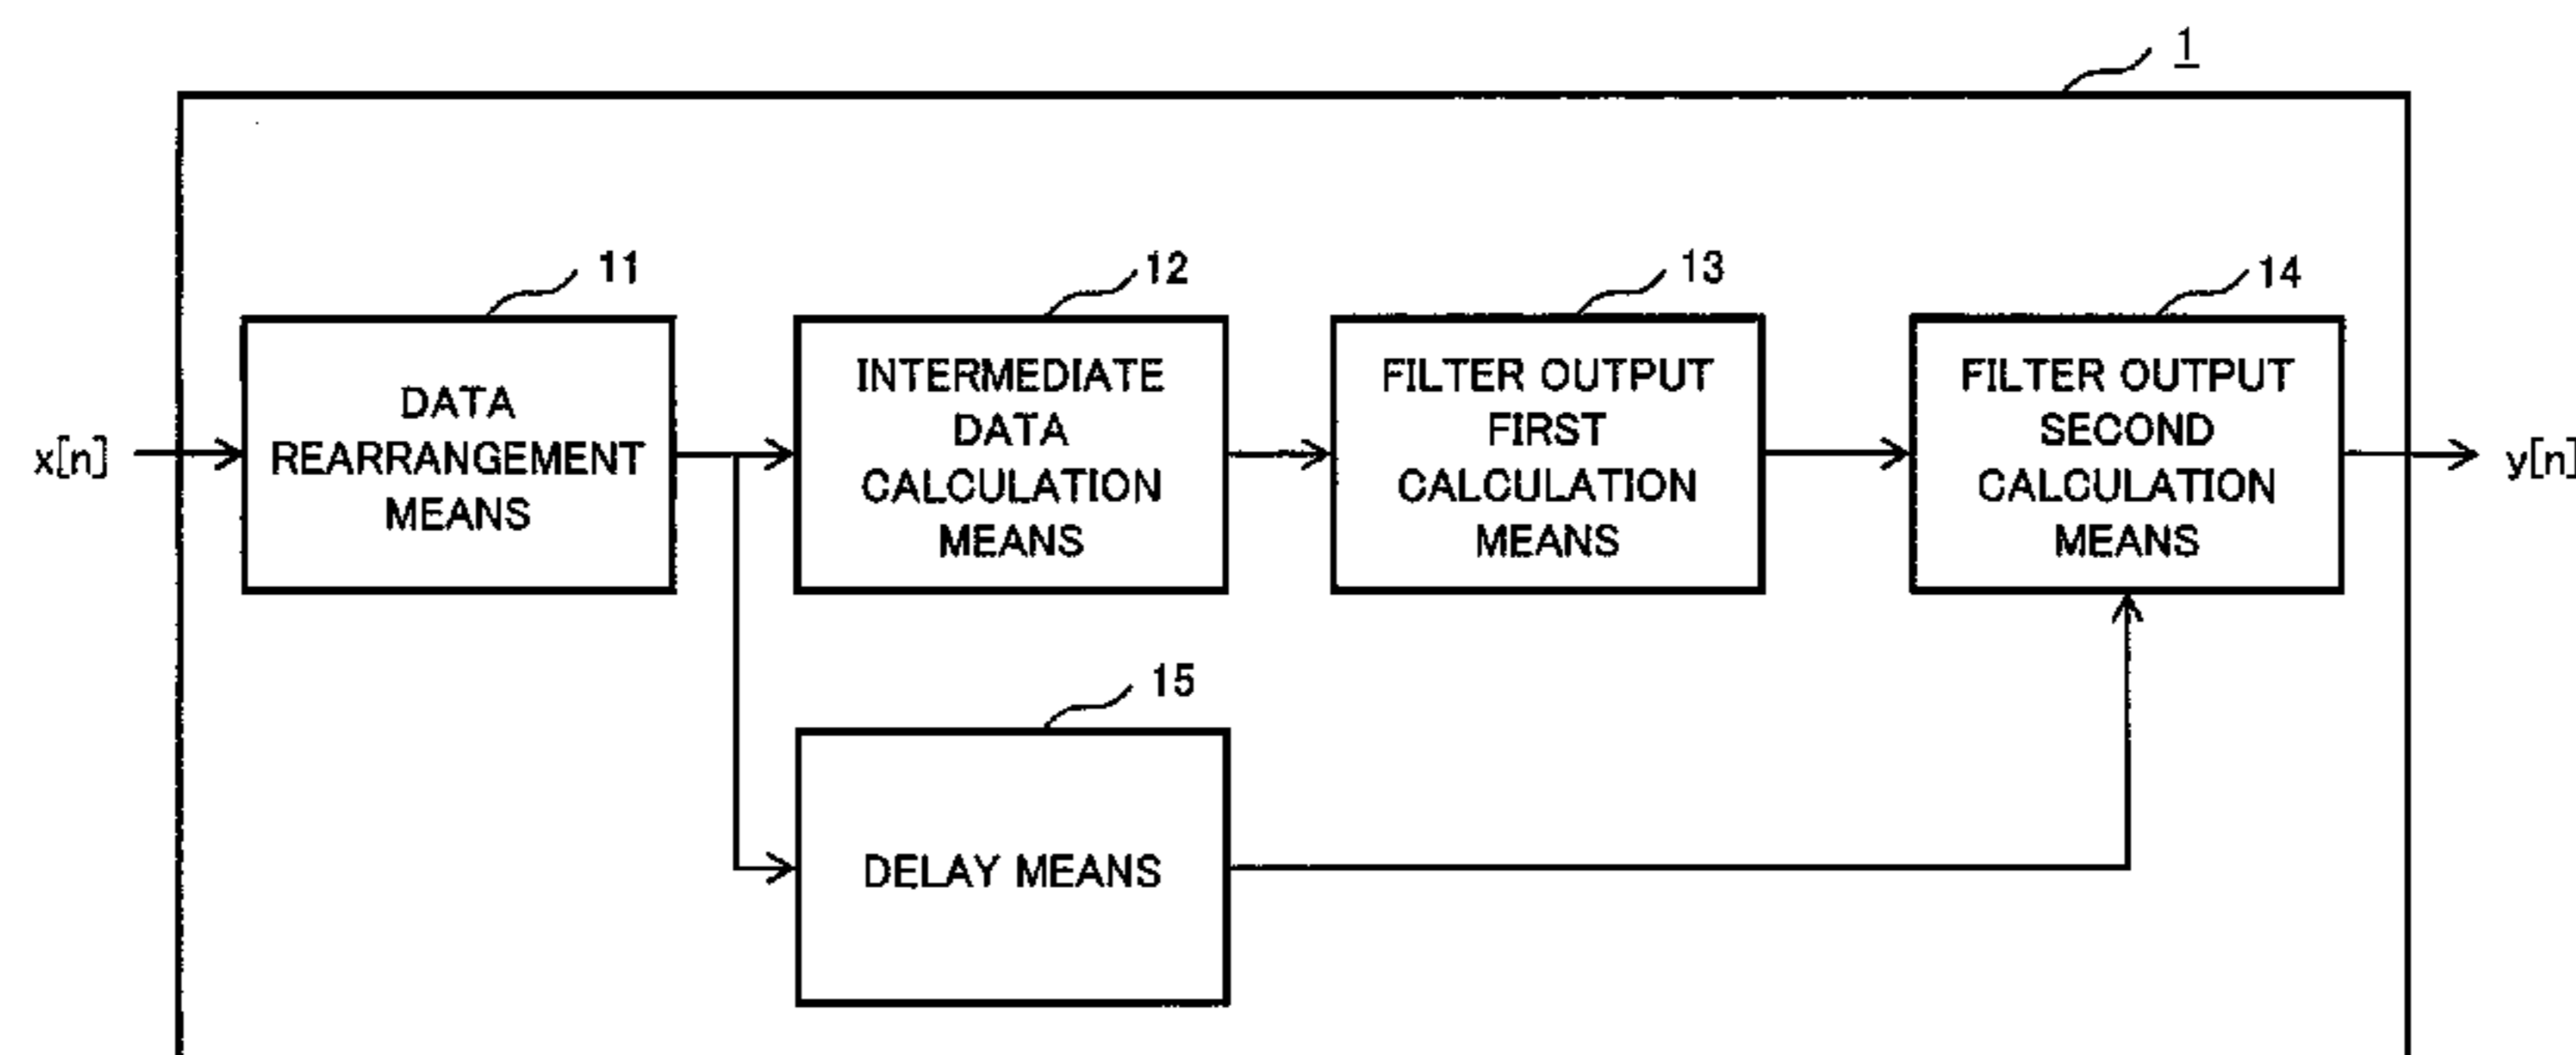 1
11
12
13
14
x[n]
DATA
REARRANGEMENT
MEANS
INTERMEDIATE
DATA
CALCULATION
MEANS
FILTER OUTPUT
FIRST
CALCULATION
MEANS
FILTER OUTPUT
SECOND
CALCULATION
MEANS
y[n]
15
DELAY MEANS